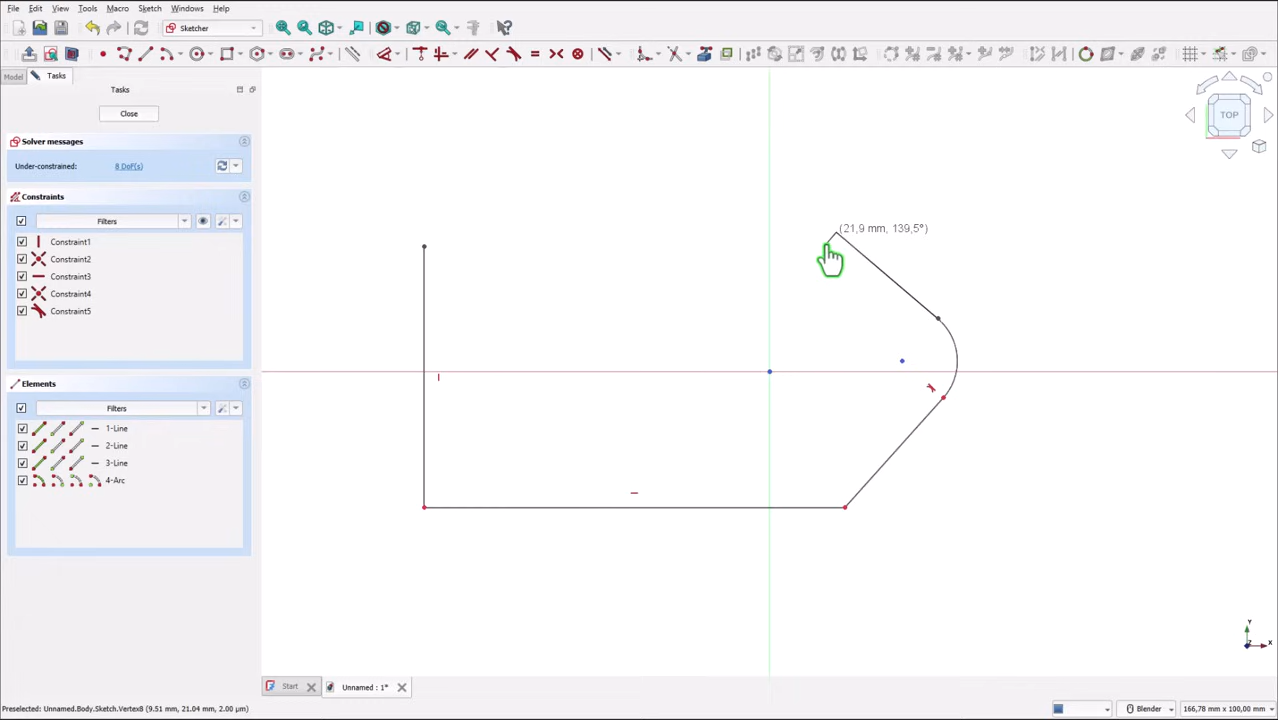 File Edit View Tools Macro Sketch Windows Help
Sketcher
Model Tasks
Tasks
Close
Solver messages
Under-constrained: 8 DoF(s)
Constraints
Filters
Constraint1
Constraint2
Constraint3
Constraint4
Constraint5
Elements
Filters
1-Line
2-Line
3-Line
4-Arc
(21,9 mm, 139,5°)
TOP
Y
Z X
Start
Unnamed : 1*
Preselected: Unnamed.Body.Sketch.Vertex8 (9.51 mm, 21.04 mm, 2.00 µm)
Blender
166,78 mm x 100,00 mm